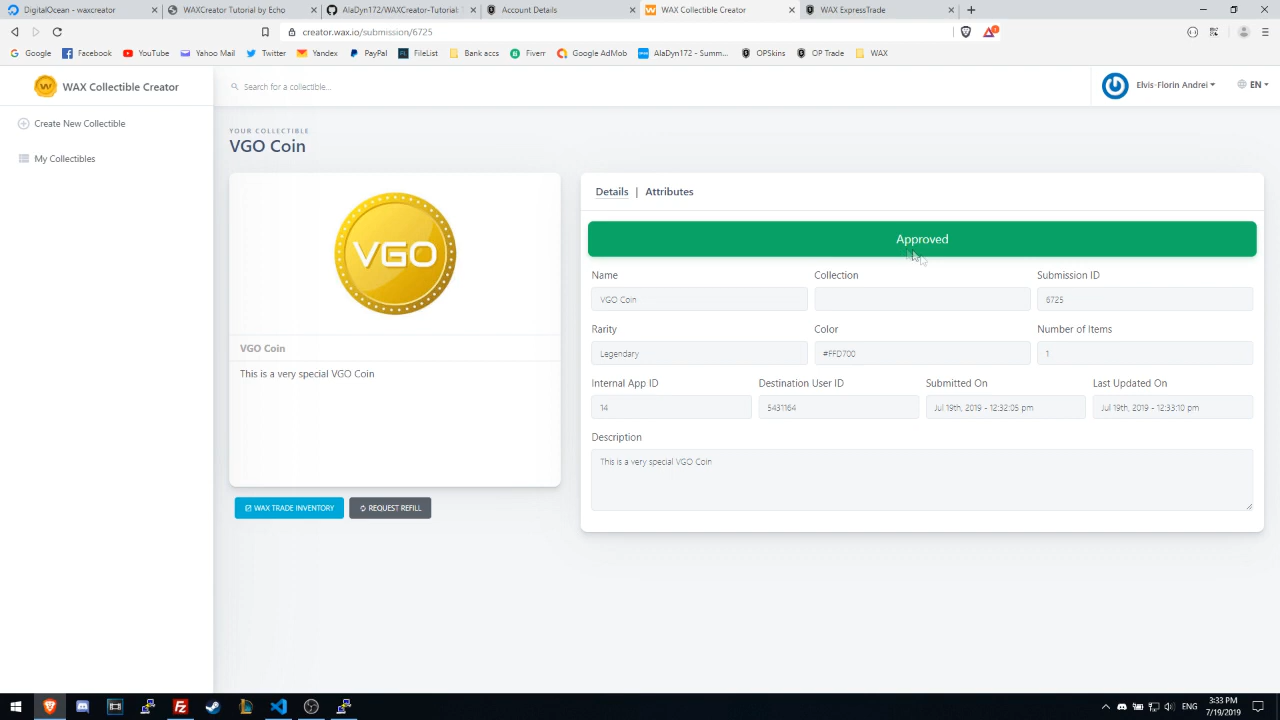 DigitalOcean - waxcreator
WAXCreator Tutorial by Echo
AlaDyn172/WAXCreator-Tutorial:
Account Details
WAX Collectible Creator
WAX ExpressTrade
creator.wax.io/submission/6725
Google
Facebook
YouTube
Yahoo Mail
Twitter
Yandex
PayPal
FileList
Bank accs
Fiverr
Google AdMob
AlaDyn172 - Summ...
OPSkins
OP Trade
WAX
WAX Collectible Creator
Search for a collectible...
Elvis-Florin Andrei
EN
Create New Collectible
My Collectibles
YOUR COLLECTIBLE
VGO Coin
VGO
VGO Coin
This is a very special VGO Coin
WAX TRADE INVENTORY
REQUEST REFILL
Details | Attributes
Approved
Name
Collection
Submission ID
VGO Coin
6725
Rarity
Color
Number of Items
Legendary
#FFD700
1
Internal App ID
Destination User ID
Submitted On
Last Updated On
14
5431164
Jul 19th, 2019 - 12:32:05 pm
Jul 19th, 2019 - 12:33:10 pm
Description
This is a very special VGO Coin
ENG
3:33 PM
7/19/2019